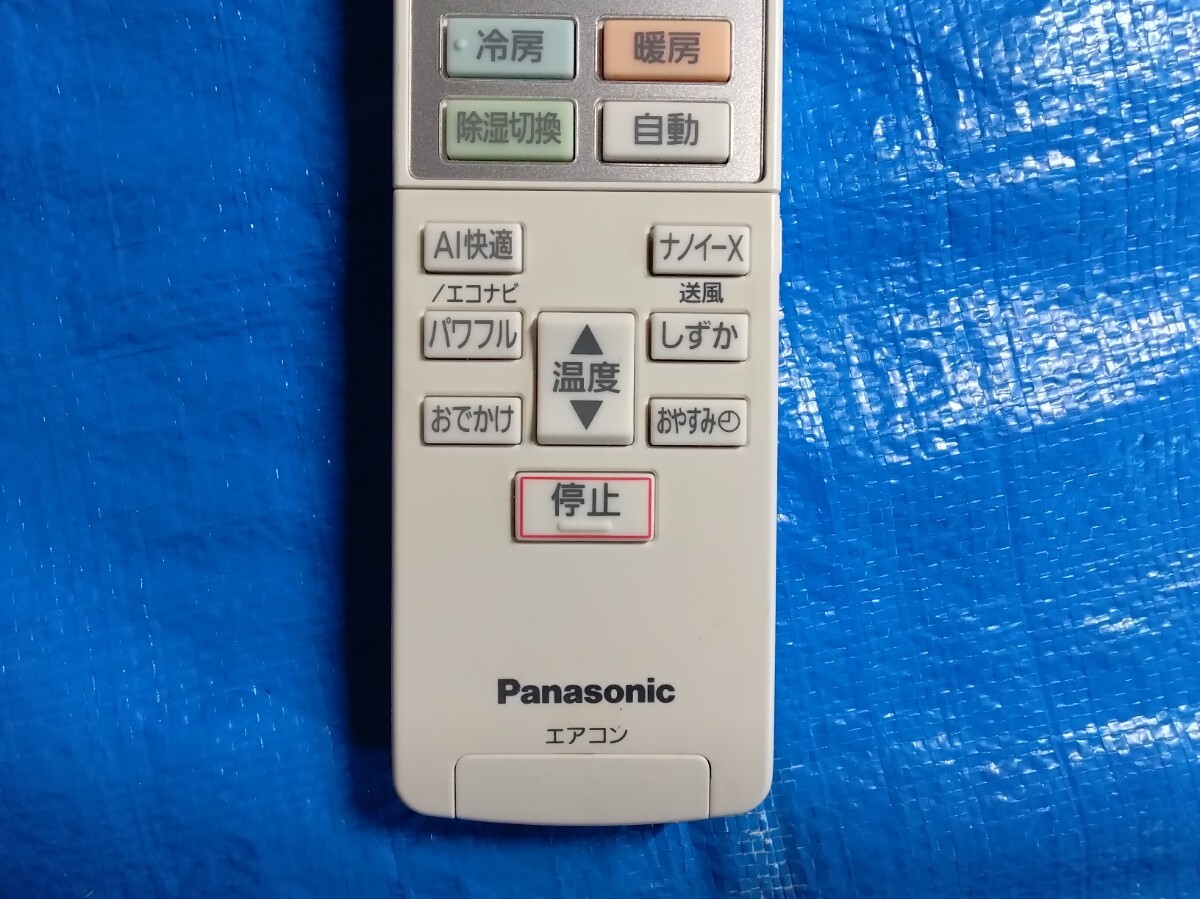 冷房 暖房
除湿切換 自動
AI快適 ナノイーX
/エコナビ 送風
パワフル しずか
▲
温度
▼
おでかけ おやすみ
停止
Panasonic
エアコン